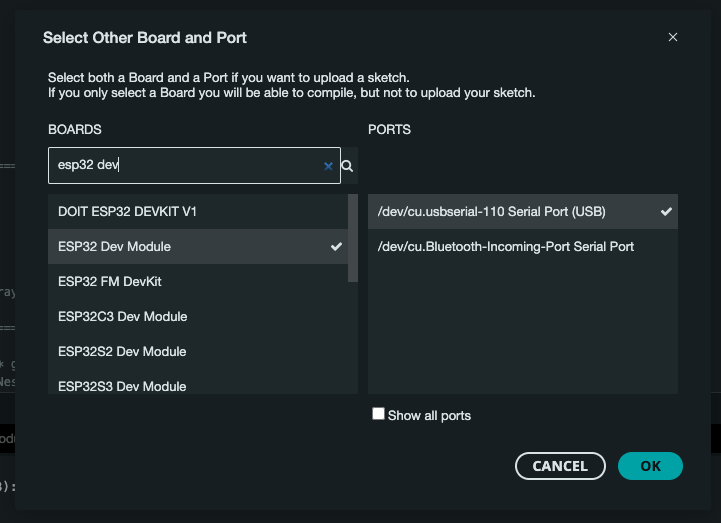 Select Other Board and Port
Select both a Board and a Port if you want to upload a sketch.
If you only select a Board you will be able to compile, but not to upload your sketch.
BOARDS
PORTS
esp32 dev
DOIT ESP32 DEVKIT V1
ESP32 Dev Module
ESP32 FM DevKit
ESP32C3 Dev Module
ESP32S2 Dev Module
ESP32S3 Dev Module
/dev/cu.usbserial-110 Serial Port (USB)
/dev/cu.Bluetooth-Incoming-Port Serial Port
Show all ports
CANCEL
OK